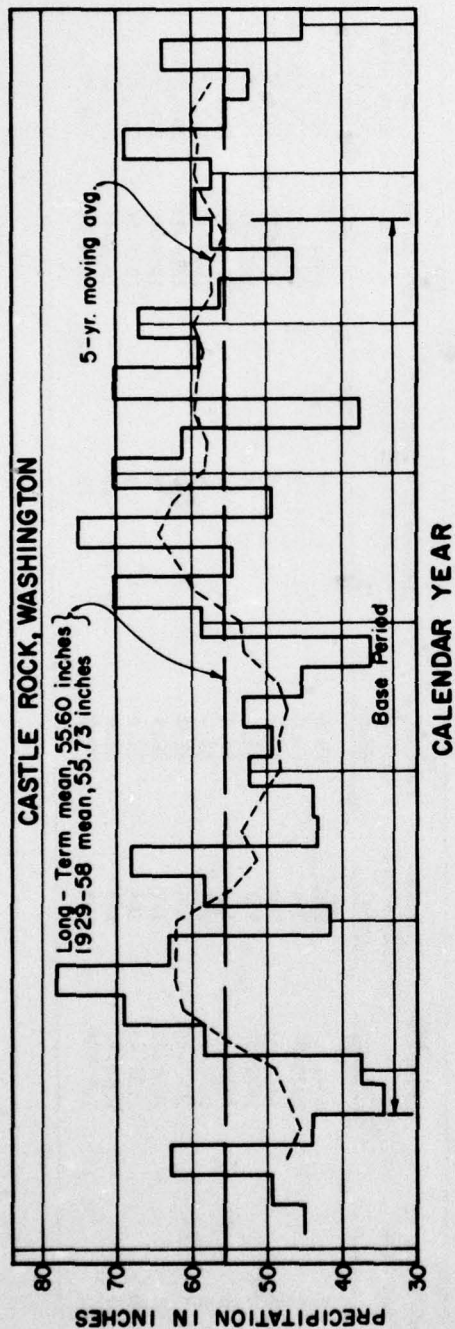 CASTLE ROCK, WASHINGTON
Long - Term mean, 55.60 inches
1929-58 mean, 55.73 inches
5-yr. moving avg.
Base Period
PRECIPITATION IN INCHES
80
70
60
50
40
30
CALENDAR YEAR